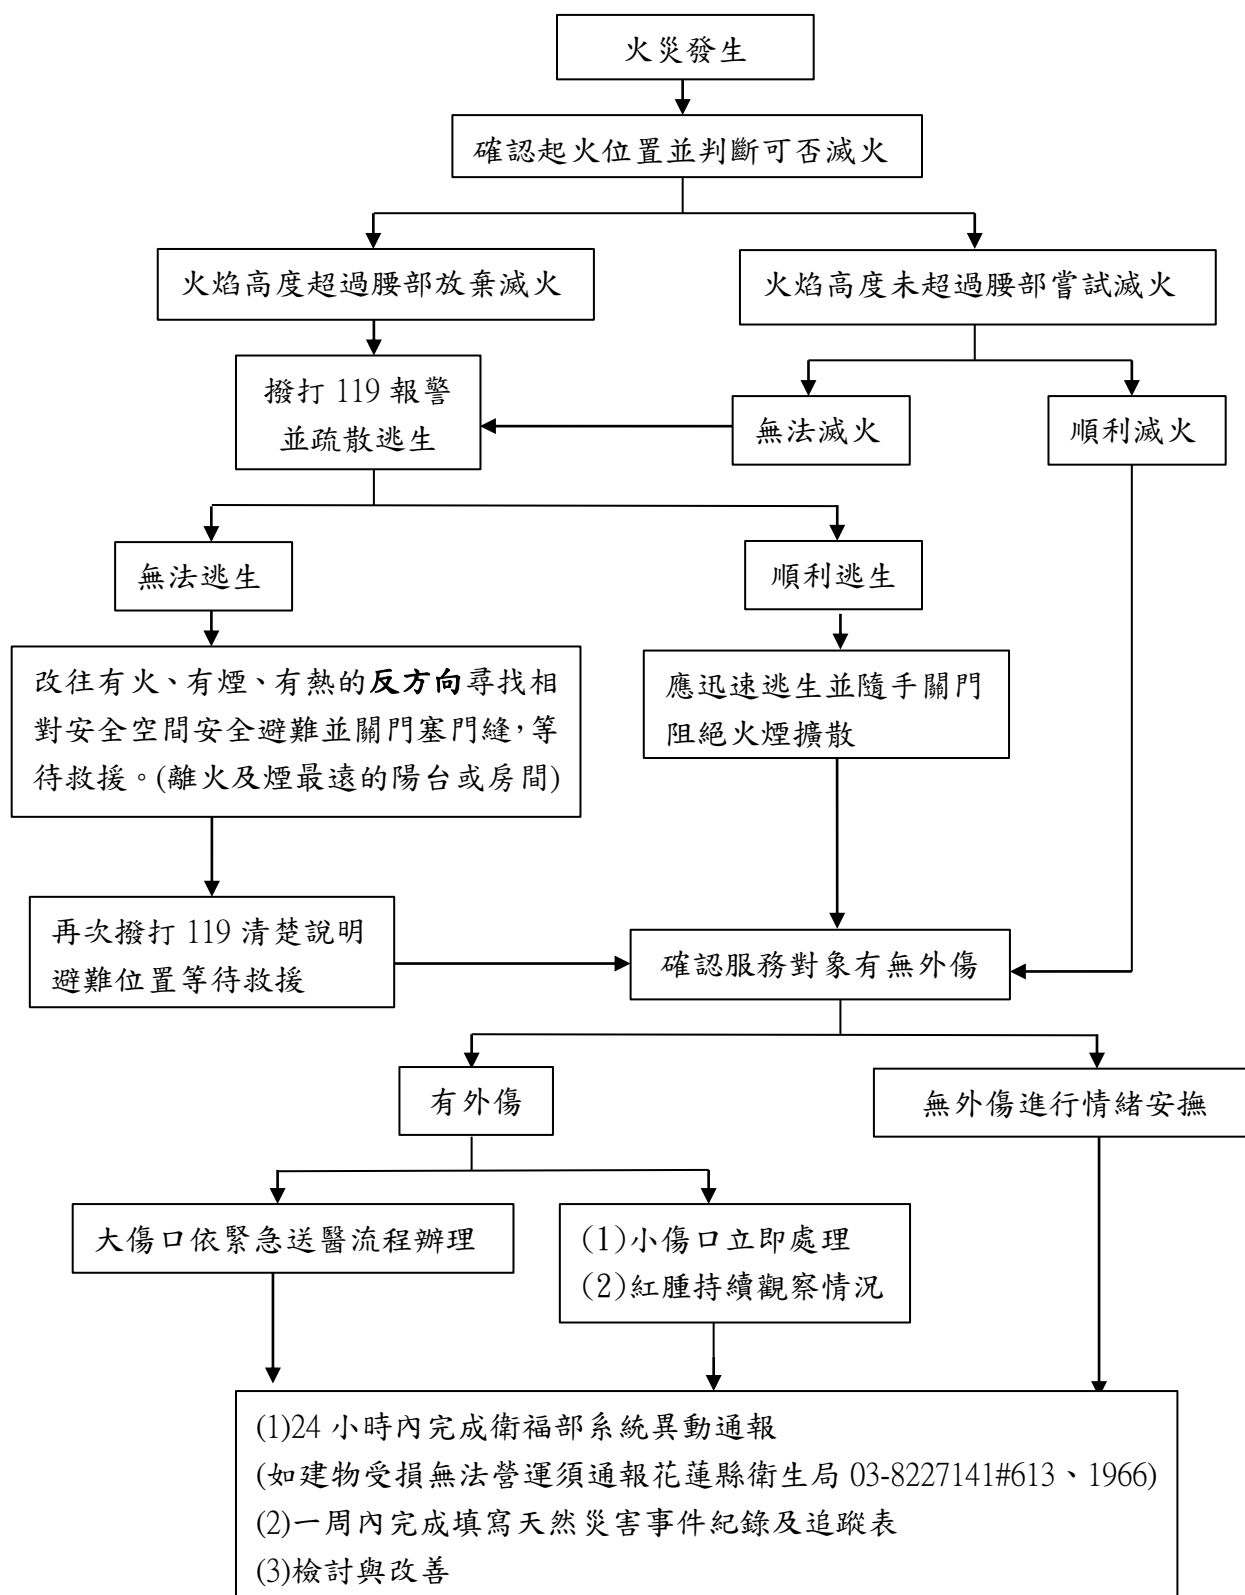 火災發生
確認起火位置並判斷可否滅火
火焰高度超過腰部放棄滅火
火焰高度未超過腰部嘗試滅火
撥打 119 報警
並疏散逃生
無法滅火
順利滅火
無法逃生
順利逃生
改往有火、有煙、有熱的反方向尋找相
對安全空間安全避難並關門塞門縫，等
待救援。(離火及煙最遠的陽台或房間)
應迅速逃生並隨手關門
阻絕火煙擴散
再次撥打 119 清楚說明
避難位置等待救援
確認服務對象有無外傷
有外傷
無外傷進行情緒安撫
大傷口依緊急送醫流程辦理
(1)小傷口立即處理
(2)紅腫持續觀察情況
(1)24 小時內完成衛福部系統異動通報
(如建物受損無法營運須通報花蓮縣衛生局 03-8227141#613、1966)
(2)一周內完成填寫天然災害事件紀錄及追蹤表
(3)檢討與改善